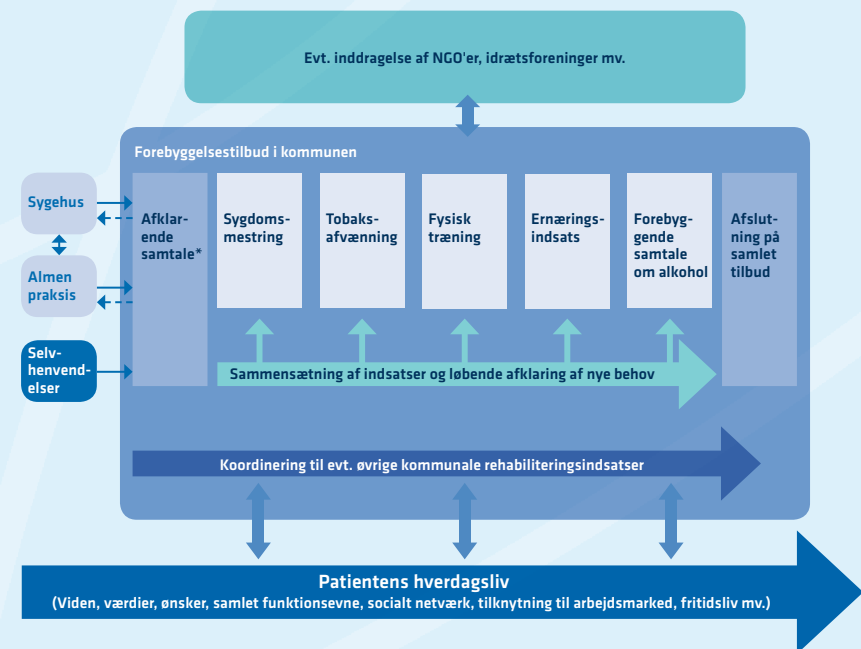 Evt. inddragelse af NGO'er, idrætsforeninger mv.
Forebyggelsestilbud i kommunen
Sygehus
Almen
praksis
Selv-
henvend-
elser
Afklar-
ende
samtale*
Sygdoms-
mestring
Tobaks-
afvænning
Fysisk
træning
Ernærings-
indsats
Forebyg-
gende
samtale
om alkohol
Afslut-
ning på
samlet
tilbud
Sammensætning af indsatser og løbende afklaring af nye behov
Koordinering til evt. øvrige kommunale rehabiliteringsindsatser
Patientens hverdagsliv
(Viden, værdier, ønsker, samlet funktionsevne, socialt netværk, tilknytning til arbejdsmarked, fritidsliv mv.)